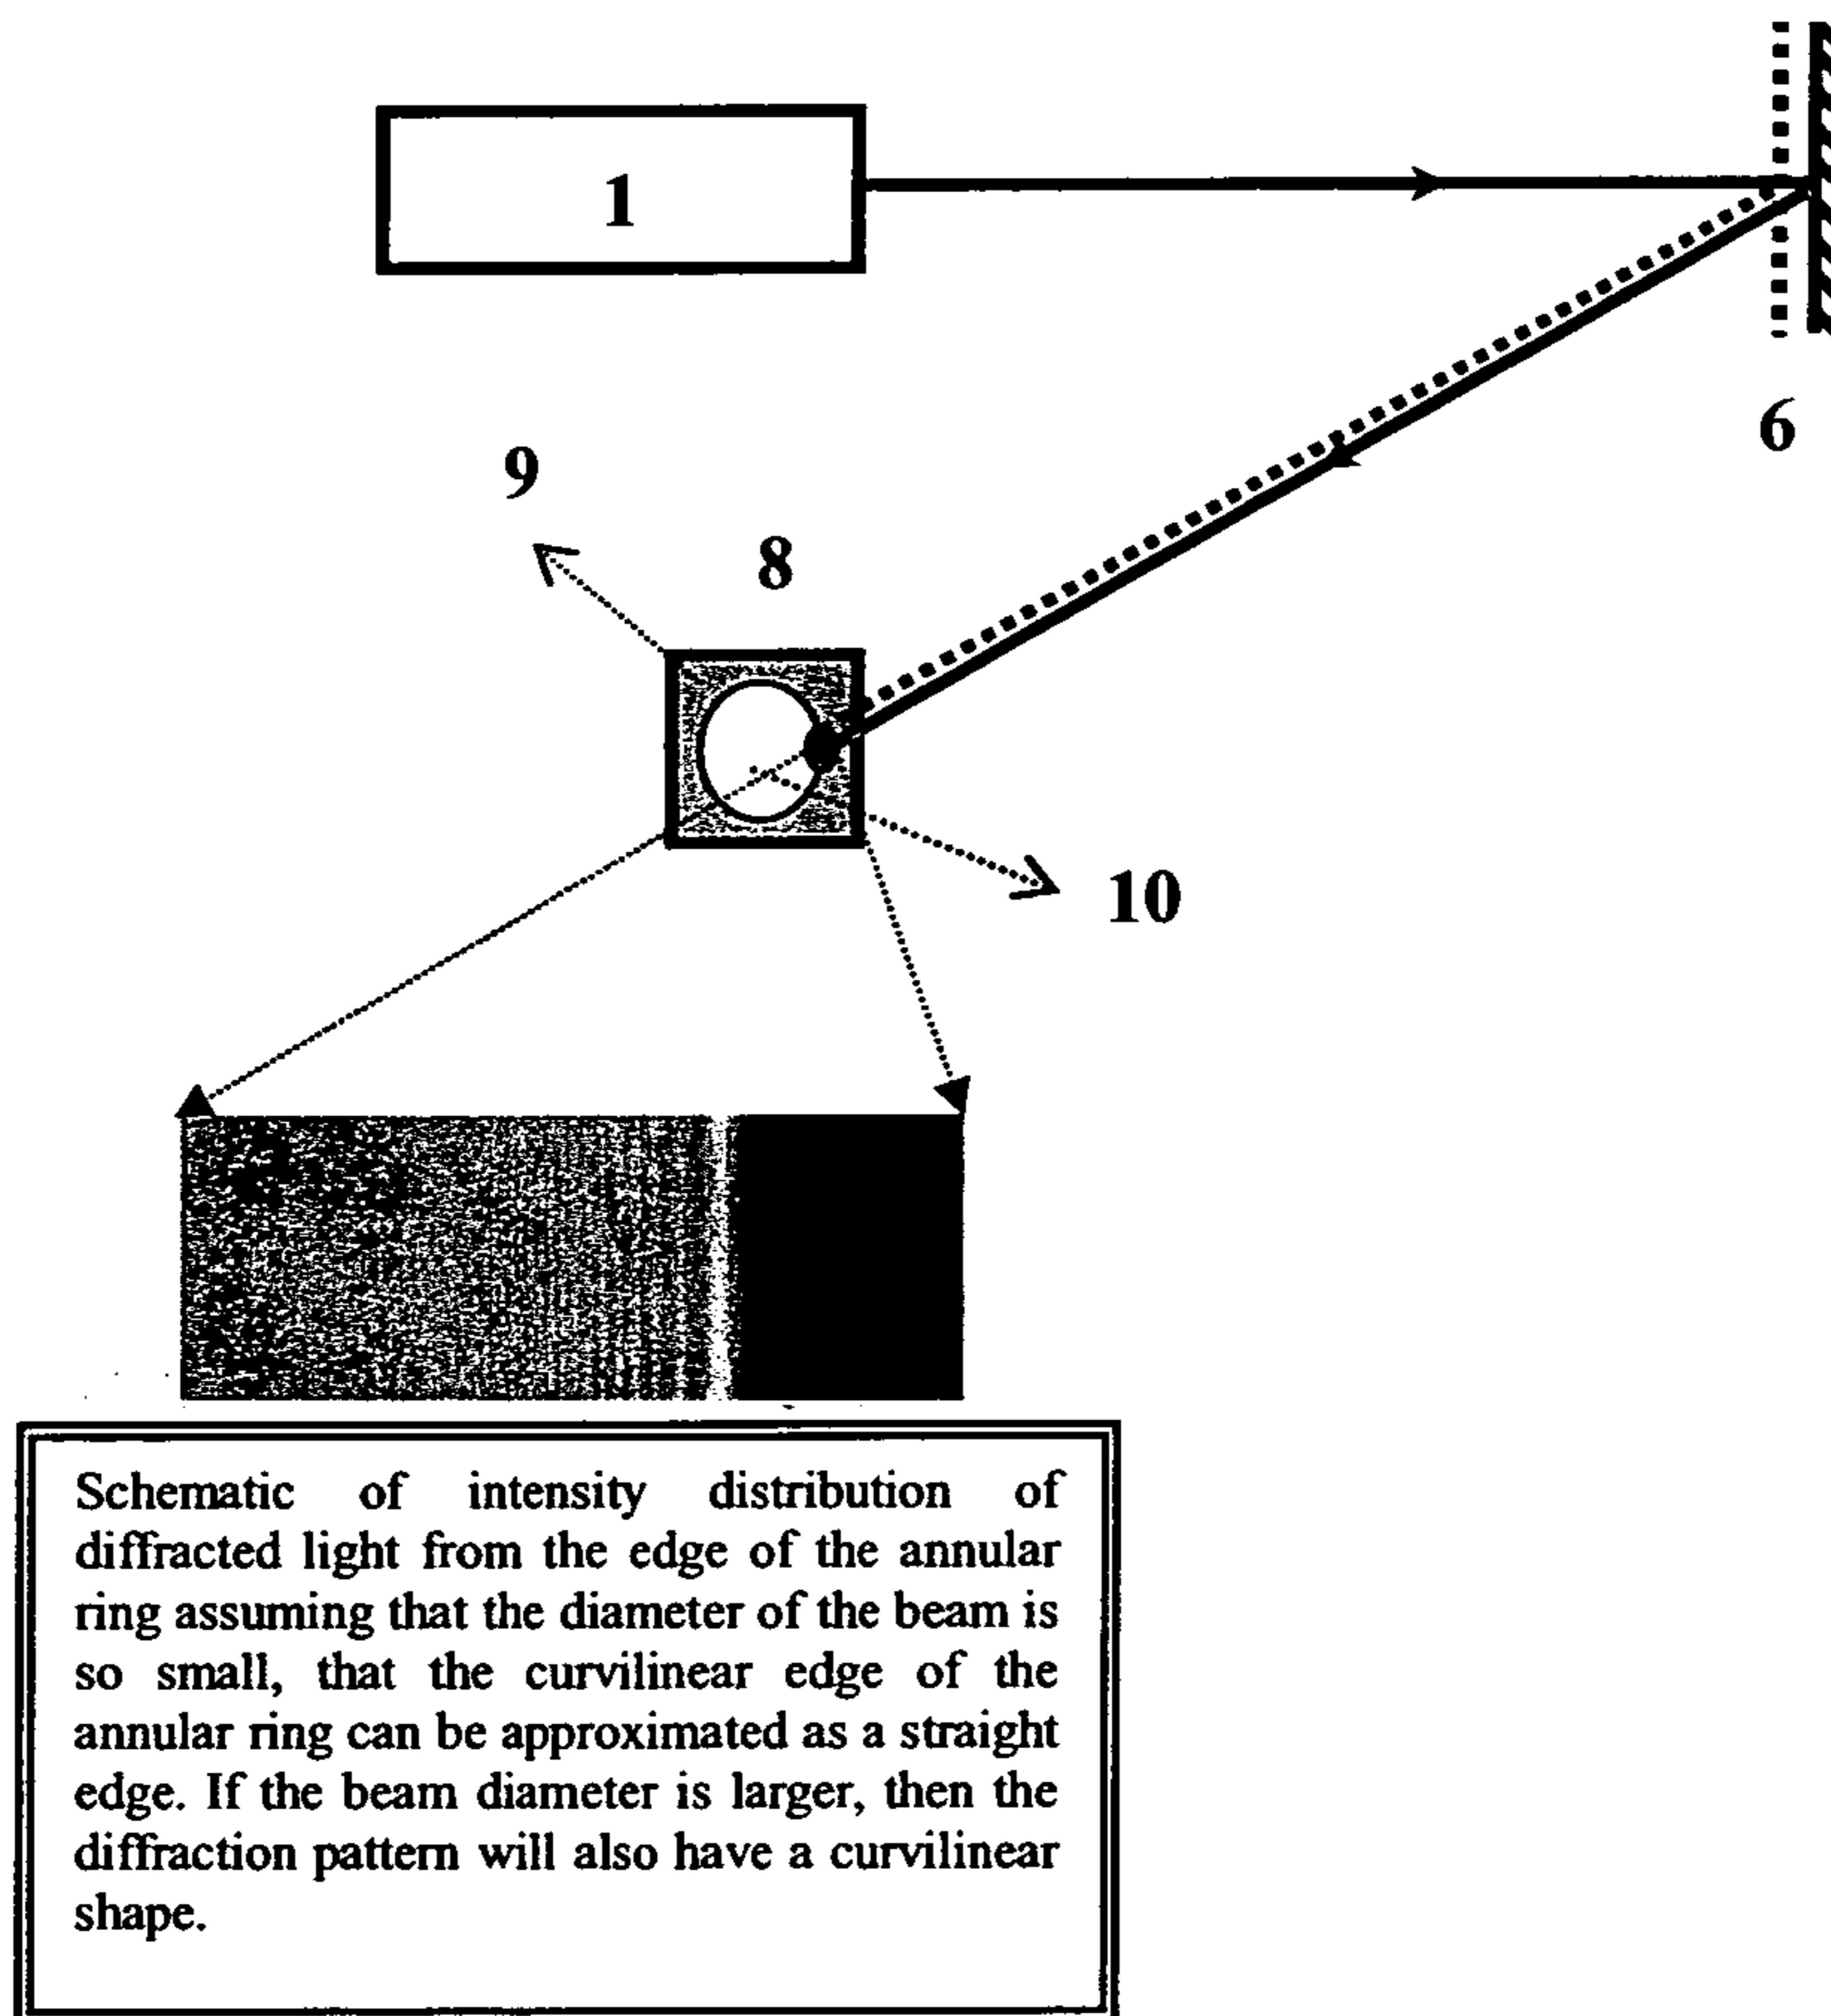 1
6
9
8
10
Schematic of intensity distribution of
diffracted light from the edge of the annular
ring assuming that the diameter of the beam is
so small, that the curvilinear edge of the
annular ring can be approximated as a straight
edge. If the beam diameter is larger, then the
diffraction pattern will also have a curvilinear
shape.